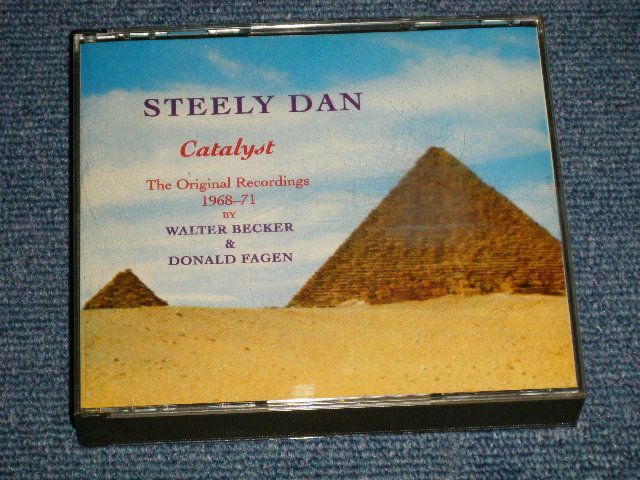 STEELY DAN
Catalyst
The Original Recordings
1968-71
BY
WALTER BECKER
&
DONALD FAGEN